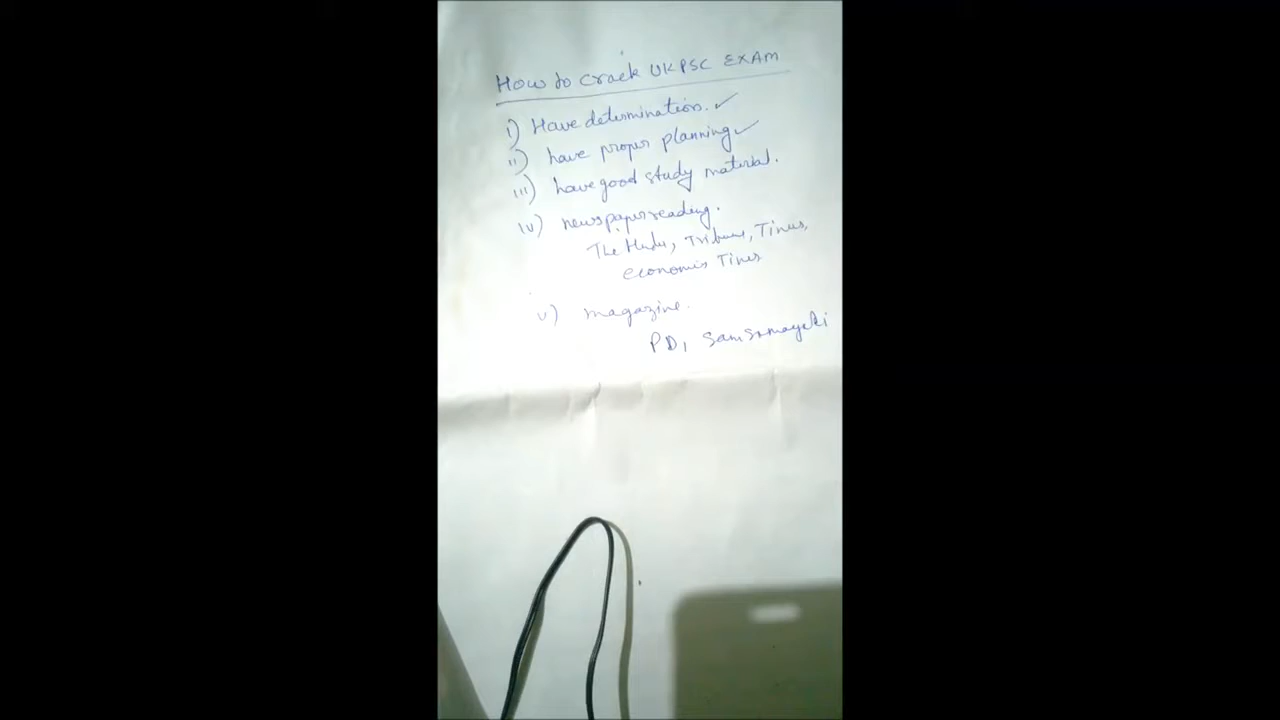 How to crack UKPSC EXAM
i) Have determination. ✓
ii) have proper planning ✓
iii) have good study material.
iv) newspaper reading.
The Hindu, Tribune, Times,
economic Times
v) magazine.
PD,